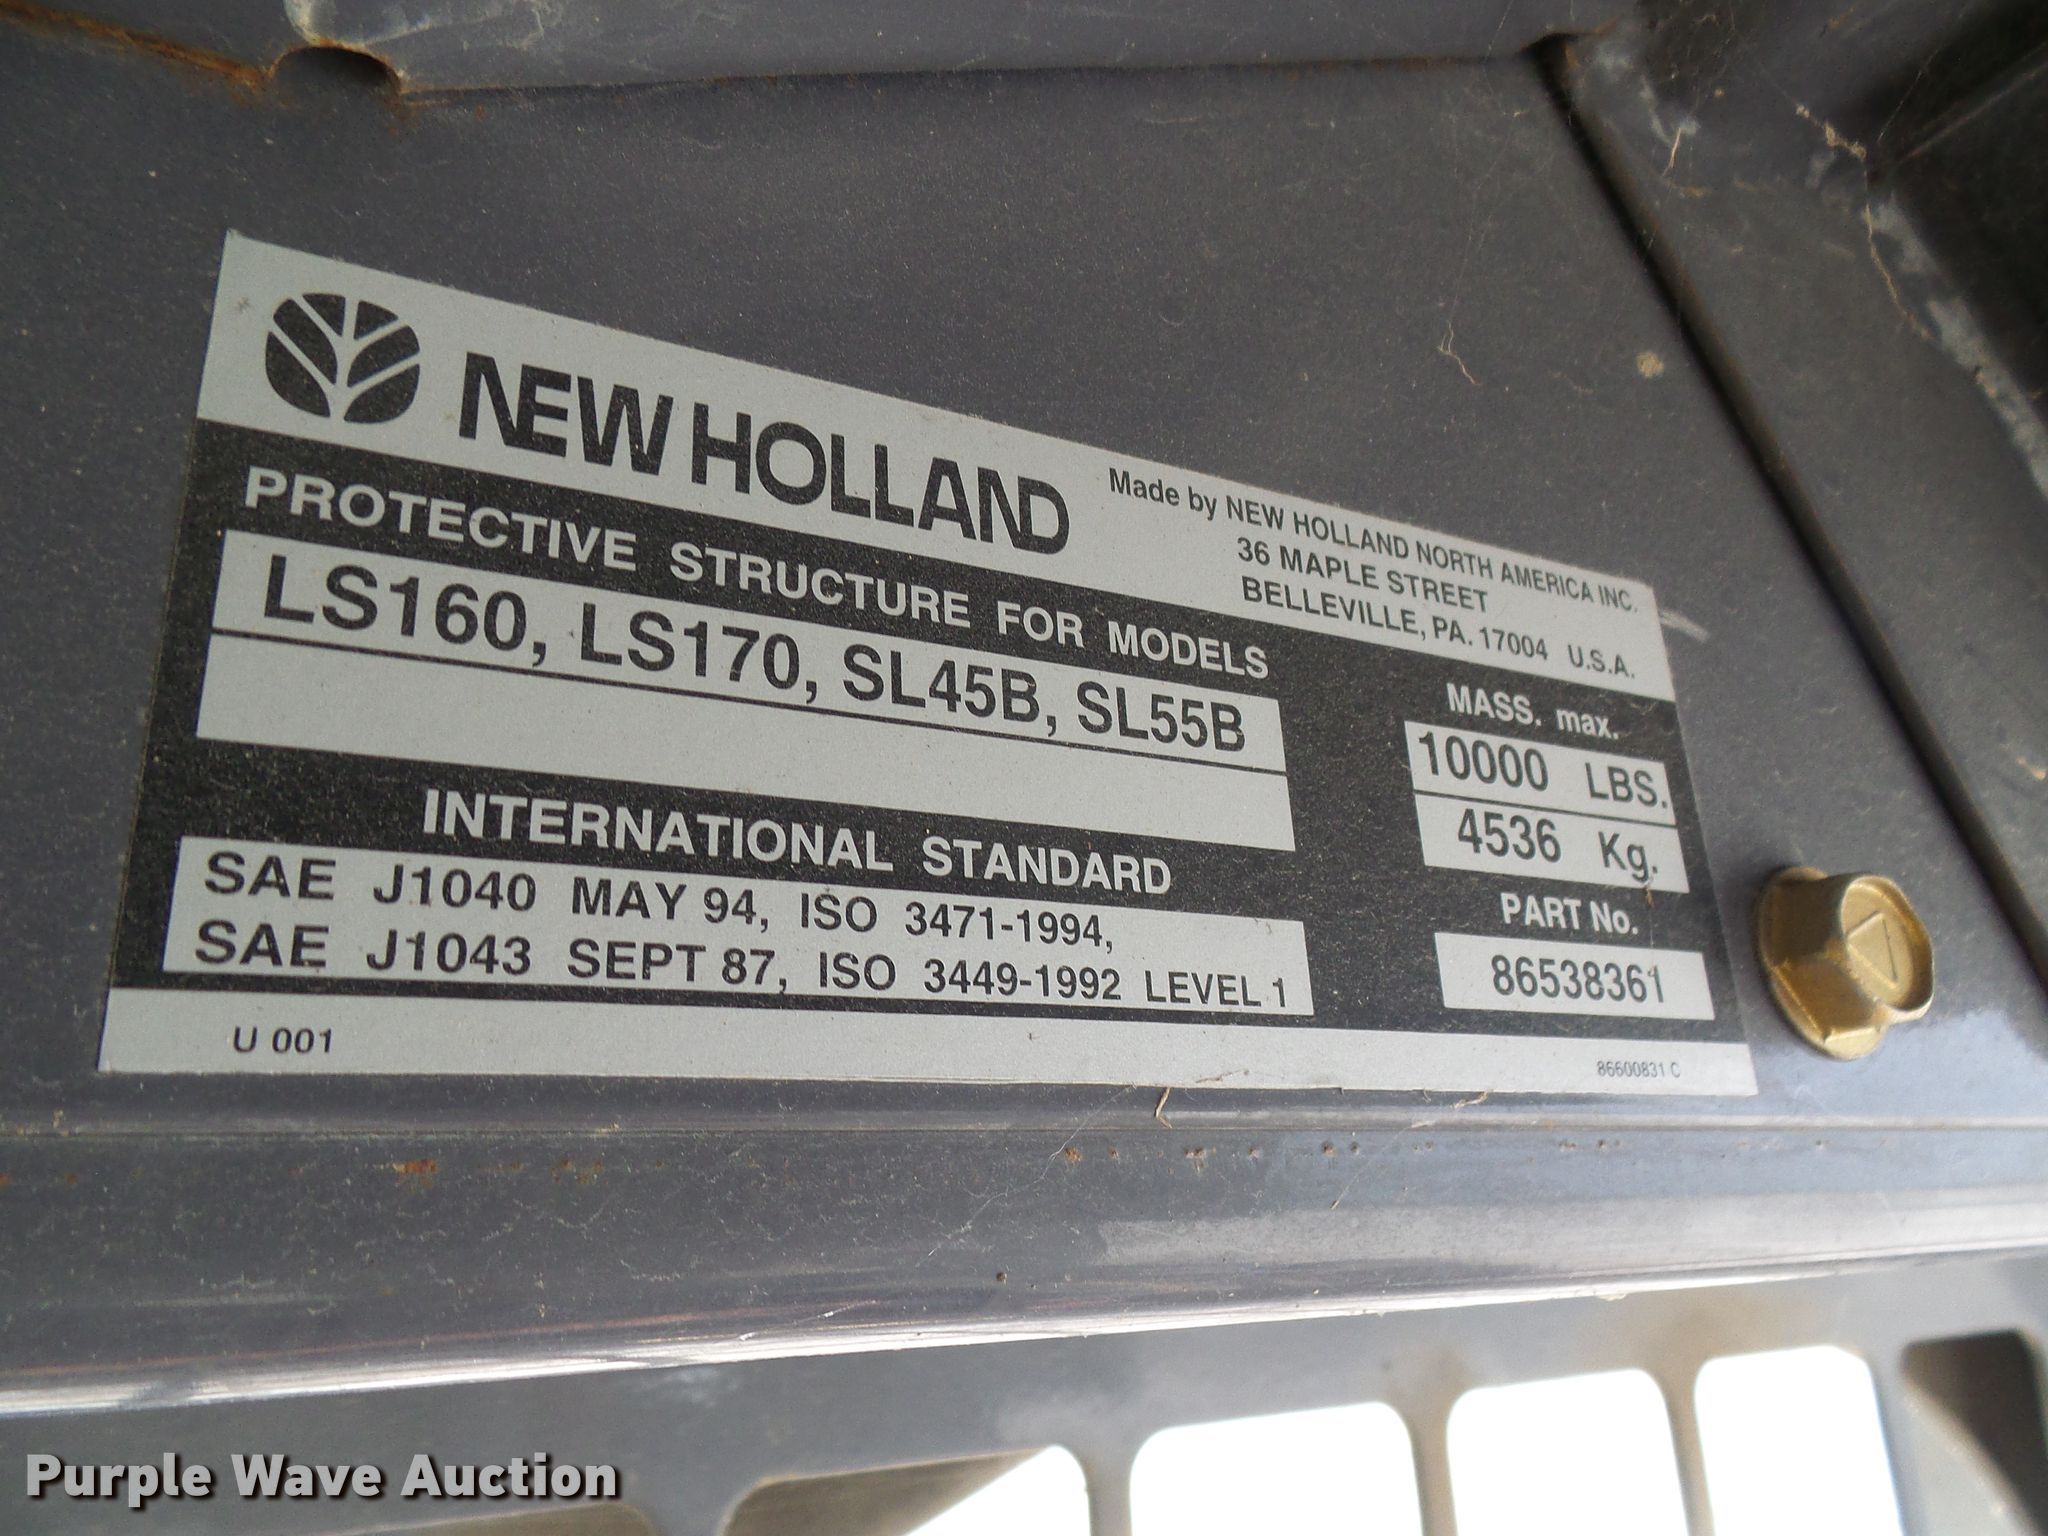 NEW HOLLAND
Made by NEW HOLLAND NORTH AMERICA INC.
36 MAPLE STREET
BELLEVILLE, PA. 17004 U.S.A.
PROTECTIVE STRUCTURE FOR MODELS
LS160, LS170, SL45B, SL55B
MASS. max.
10000 LBS.
4536 Kg.
INTERNATIONAL STANDARD
SAE J1040 MAY 94, ISO 3471-1994,
SAE J1043 SEPT 87, ISO 3449-1992 LEVEL 1
PART No.
86538361
U 001
86600831 C
Purple Wave Auction